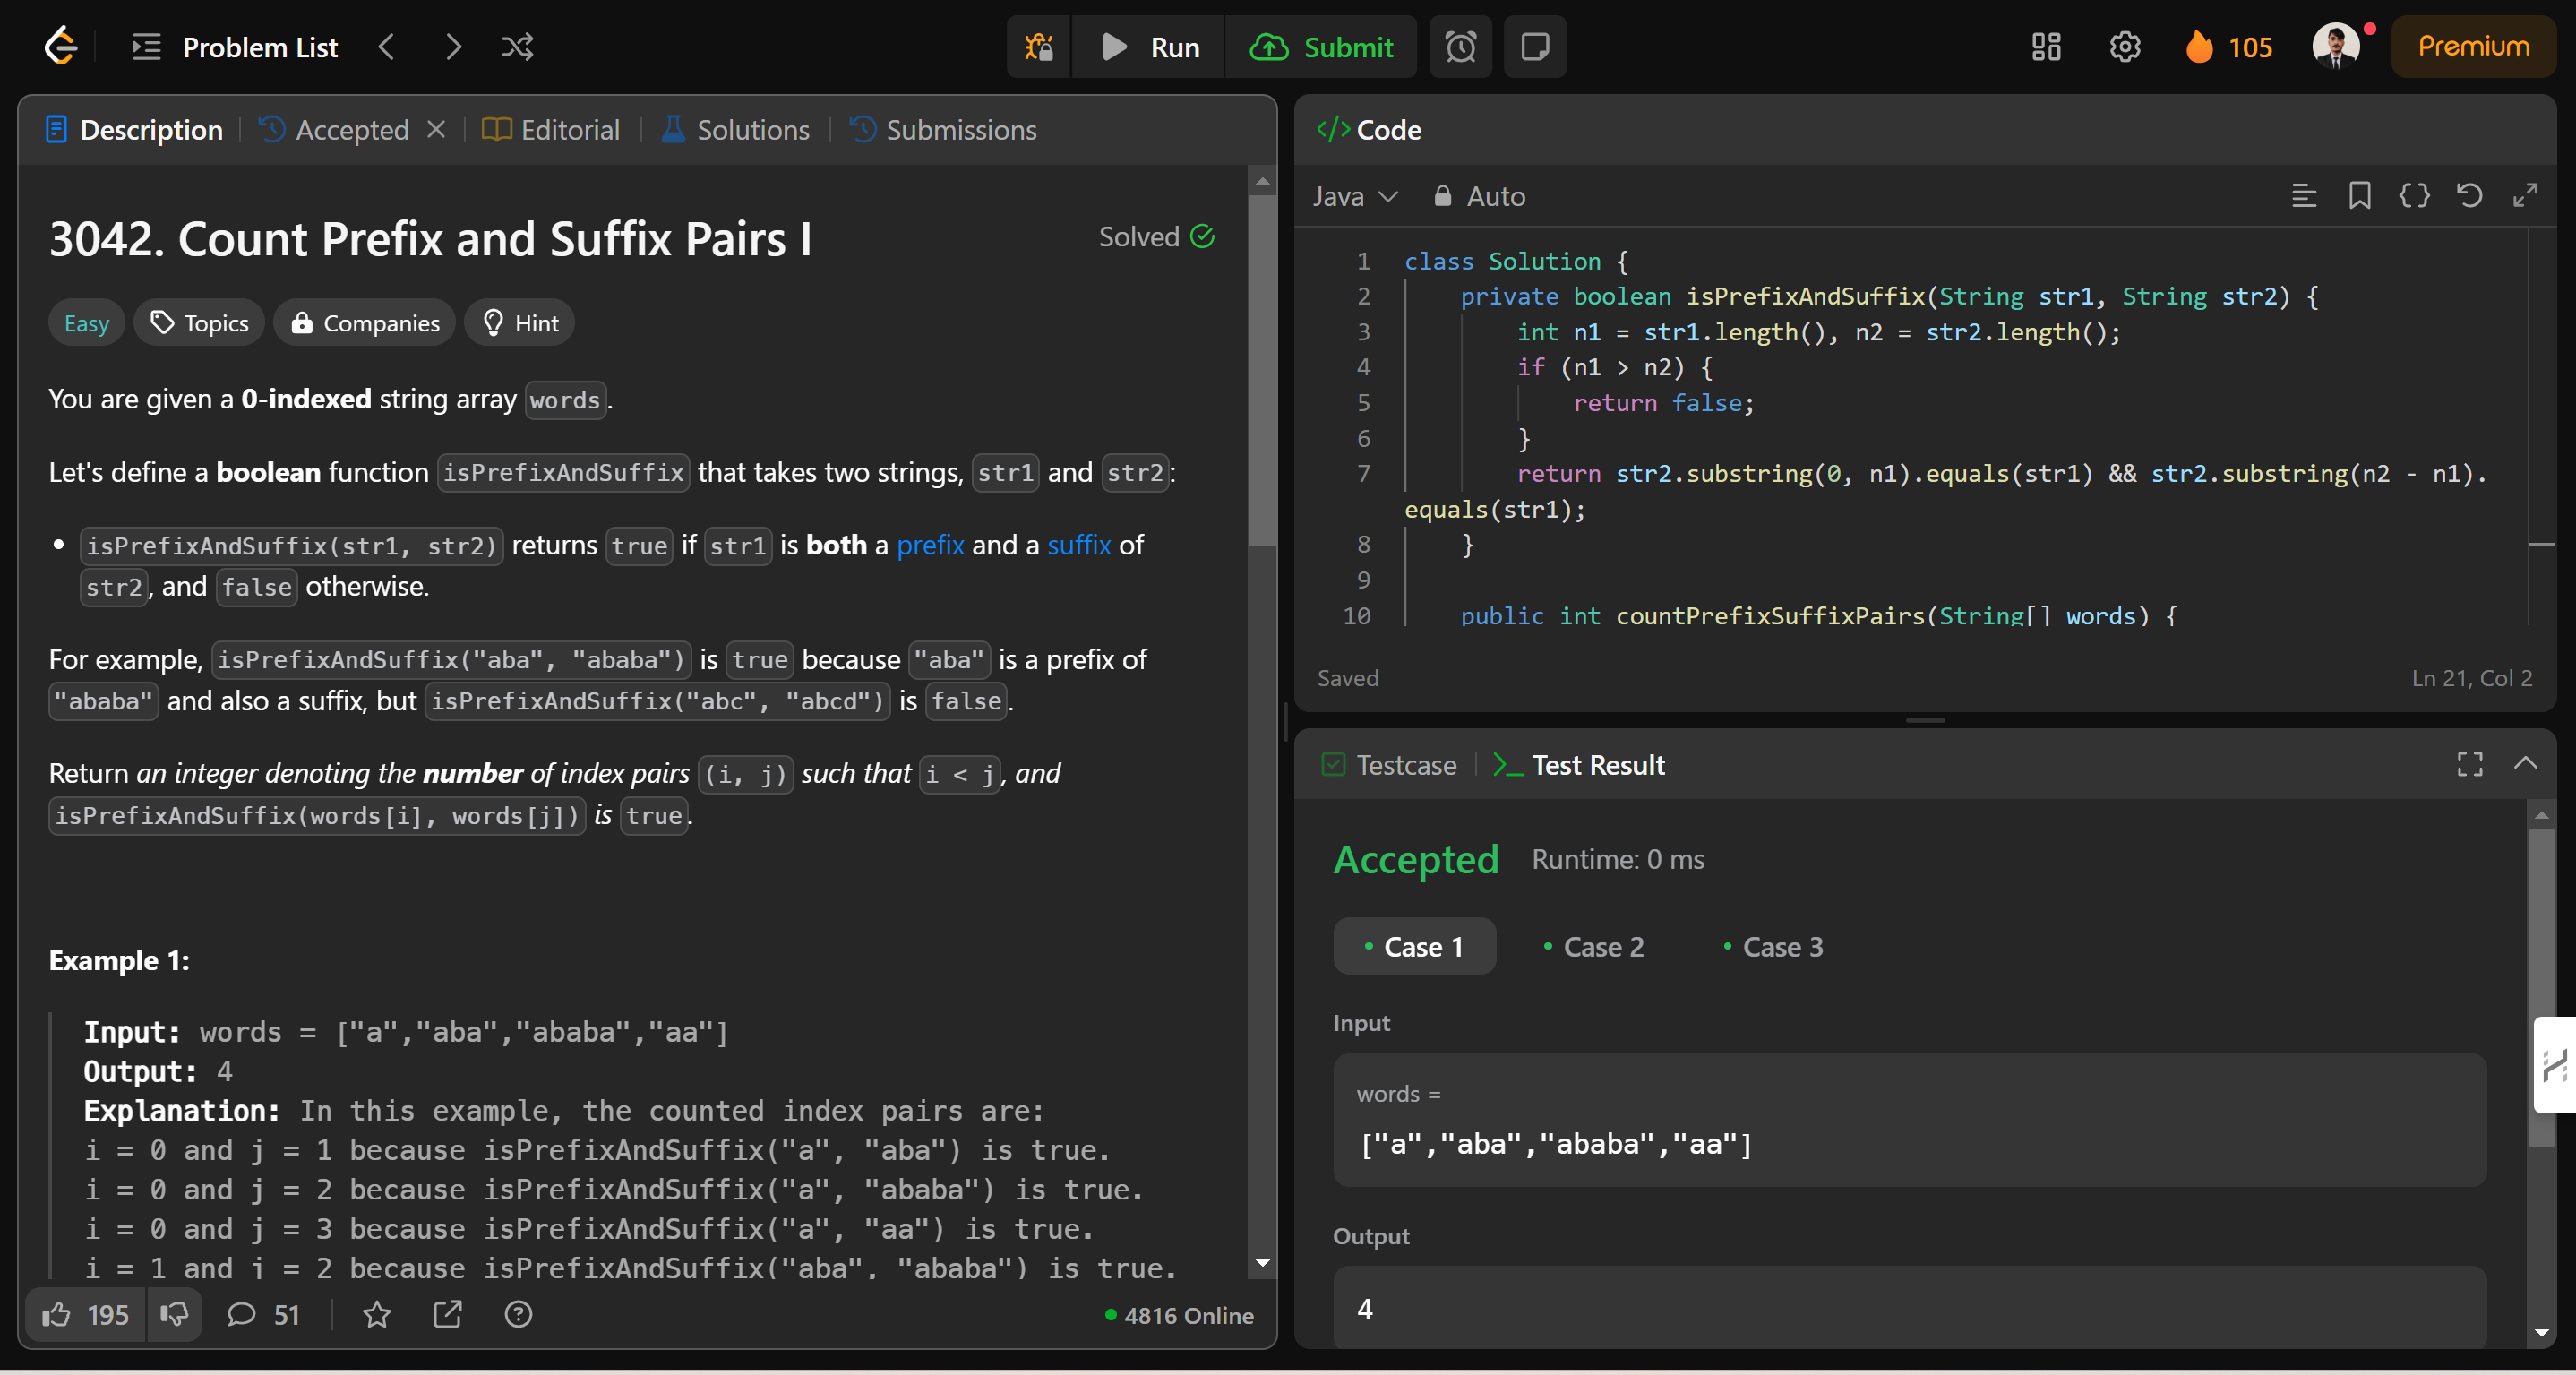 Problem List
Run
Submit
105
Premium
Description
Accepted
Editorial
Solutions
Submissions
3042. Count Prefix and Suffix Pairs I
Solved
Easy
Topics
Companies
Hint
You are given a 0-indexed string array words.
Let's define a boolean function isPrefixAndSuffix that takes two strings, str1 and str2:
• isPrefixAndSuffix(str1, str2) returns true if str1 is both a prefix and a suffix of
str2, and false otherwise.
For example, isPrefixAndSuffix("aba", "ababa") is true because "aba" is a prefix of
"ababa" and also a suffix, but isPrefixAndSuffix("abc", "abcd") is false.
Return an integer denoting the number of index pairs (i, j) such that i < j, and
isPrefixAndSuffix(words[i], words[j]) is true.
Example 1:
Input: words = ["a","aba","ababa","aa"]
Output: 4
Explanation: In this example, the counted index pairs are:
i = 0 and j = 1 because isPrefixAndSuffix("a", "aba") is true.
i = 0 and j = 2 because isPrefixAndSuffix("a", "ababa") is true.
i = 0 and j = 3 because isPrefixAndSuffix("a", "aa") is true.
i = 1 and j = 2 because isPrefixAndSuffix("aba", "ababa") is true.
195
51
4816 Online
</> Code
Java
Auto
1 class Solution {
2 private boolean isPrefixAndSuffix(String str1, String str2) {
3 int n1 = str1.length(), n2 = str2.length();
4 if (n1 > n2) {
5 return false;
6 }
7 return str2.substring(0, n1).equals(str1) && str2.substring(n2 - n1).
equals(str1);
8 }
9
10 public int countPrefixSuffixPairs(String[] words) {
Saved
Ln 21, Col 2
Testcase
Test Result
Accepted
Runtime: 0 ms
Case 1
Case 2
Case 3
Input
words =
["a","aba","ababa","aa"]
Output
4